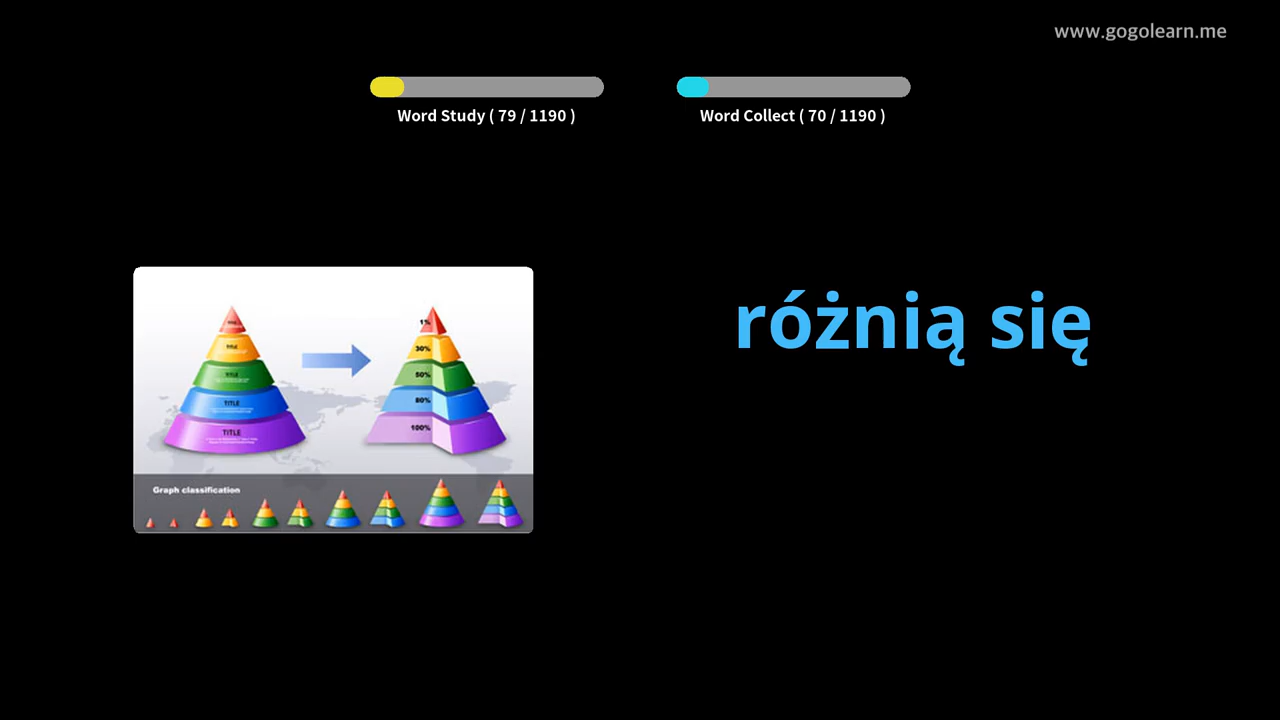 www.gogolearn.me
Word Study ( 79 / 1190 )
Word Collect ( 70 / 1190 )
różnią się
1%
30%
TITLE
50%
TITLE
80%
TITLE
100%
Graph classification